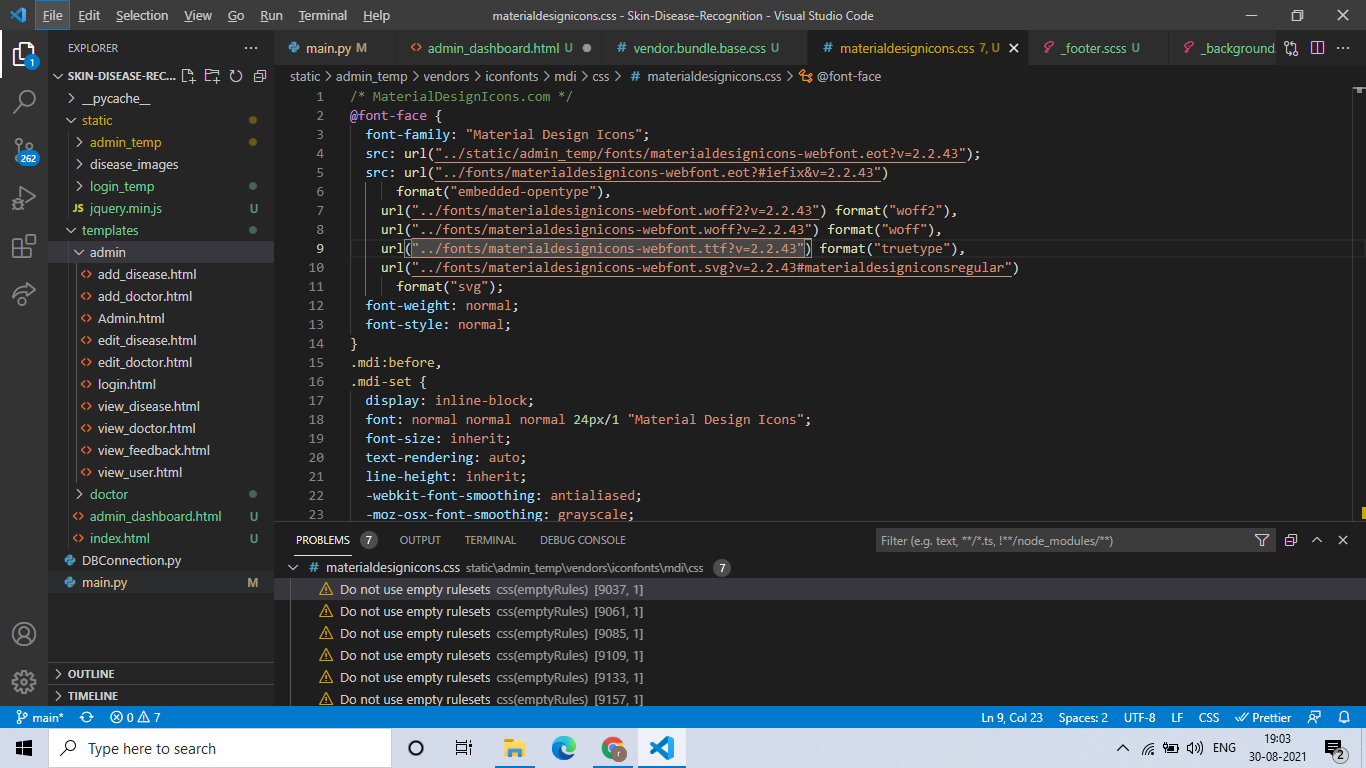 File Edit Selection View Go Run Terminal Help
materialdesignicons.css - Skin-Disease-Recognition - Visual Studio Code
EXPLORER
main.py M
admin_dashboard.html U
vendor.bundle.base.css U
materialdesignicons.css 7, U
_footer.scss U
_background.
static > admin_temp > vendors > iconfonts > mdi > css > # materialdesignicons.css > @font-face
1
SKIN-DISEASE-REC...
__pycache__
static
admin_temp
disease_images
login_temp
JS jquery.min.js U
templates
admin
add_disease.html
add_doctor.html
Admin.html
edit_disease.html
edit_doctor.html
login.html
view_disease.html
view_doctor.html
view_feedback.html
view_user.html
doctor
admin_dashboard.html U
index.html U
DBConnection.py
main.py M
OUTLINE
TIMELINE
262
1 /* MaterialDesignIcons.com */
2 @font-face {
3 font-family: "Material Design Icons";
4 src: url("../static/admin_temp/fonts/materialdesignicons-webfont.eot?v=2.2.43");
5 src: url("../fonts/materialdesignicons-webfont.eot?#iefix&v=2.2.43")
6 format("embedded-opentype"),
7 url("../fonts/materialdesignicons-webfont.woff2?v=2.2.43") format("woff2"),
8 url("../fonts/materialdesignicons-webfont.woff?v=2.2.43") format("woff"),
9 url("../fonts/materialdesignicons-webfont.ttf?v=2.2.43") format("truetype"),
10 url("../fonts/materialdesignicons-webfont.svg?v=2.2.43#materialdesigniconsregular")
11 format("svg");
12 font-weight: normal;
13 font-style: normal;
14 }
15 .mdi:before,
16 .mdi-set {
17 display: inline-block;
18 font: normal normal normal 24px/1 "Material Design Icons";
19 font-size: inherit;
20 text-rendering: auto;
21 line-height: inherit;
22 -webkit-font-smoothing: antialiased;
23 -moz-osx-font-smoothing: grayscale;
PROBLEMS 7 OUTPUT TERMINAL DEBUG CONSOLE
Filter (e.g. text, **/*.ts, !**/node_modules/**)
# materialdesignicons.css static\admin_temp\vendors\iconfonts\mdi\css 7
Do not use empty rulesets css(emptyRules) [9037, 1]
Do not use empty rulesets css(emptyRules) [9061, 1]
Do not use empty rulesets css(emptyRules) [9085, 1]
Do not use empty rulesets css(emptyRules) [9109, 1]
Do not use empty rulesets css(emptyRules) [9133, 1]
Do not use empty rulesets css(emptyRules) [9157, 1]
main* 0 7
Ln 9, Col 23 Spaces: 2 UTF-8 LF CSS Prettier
Type here to search
ENG
19:03
30-08-2021
2